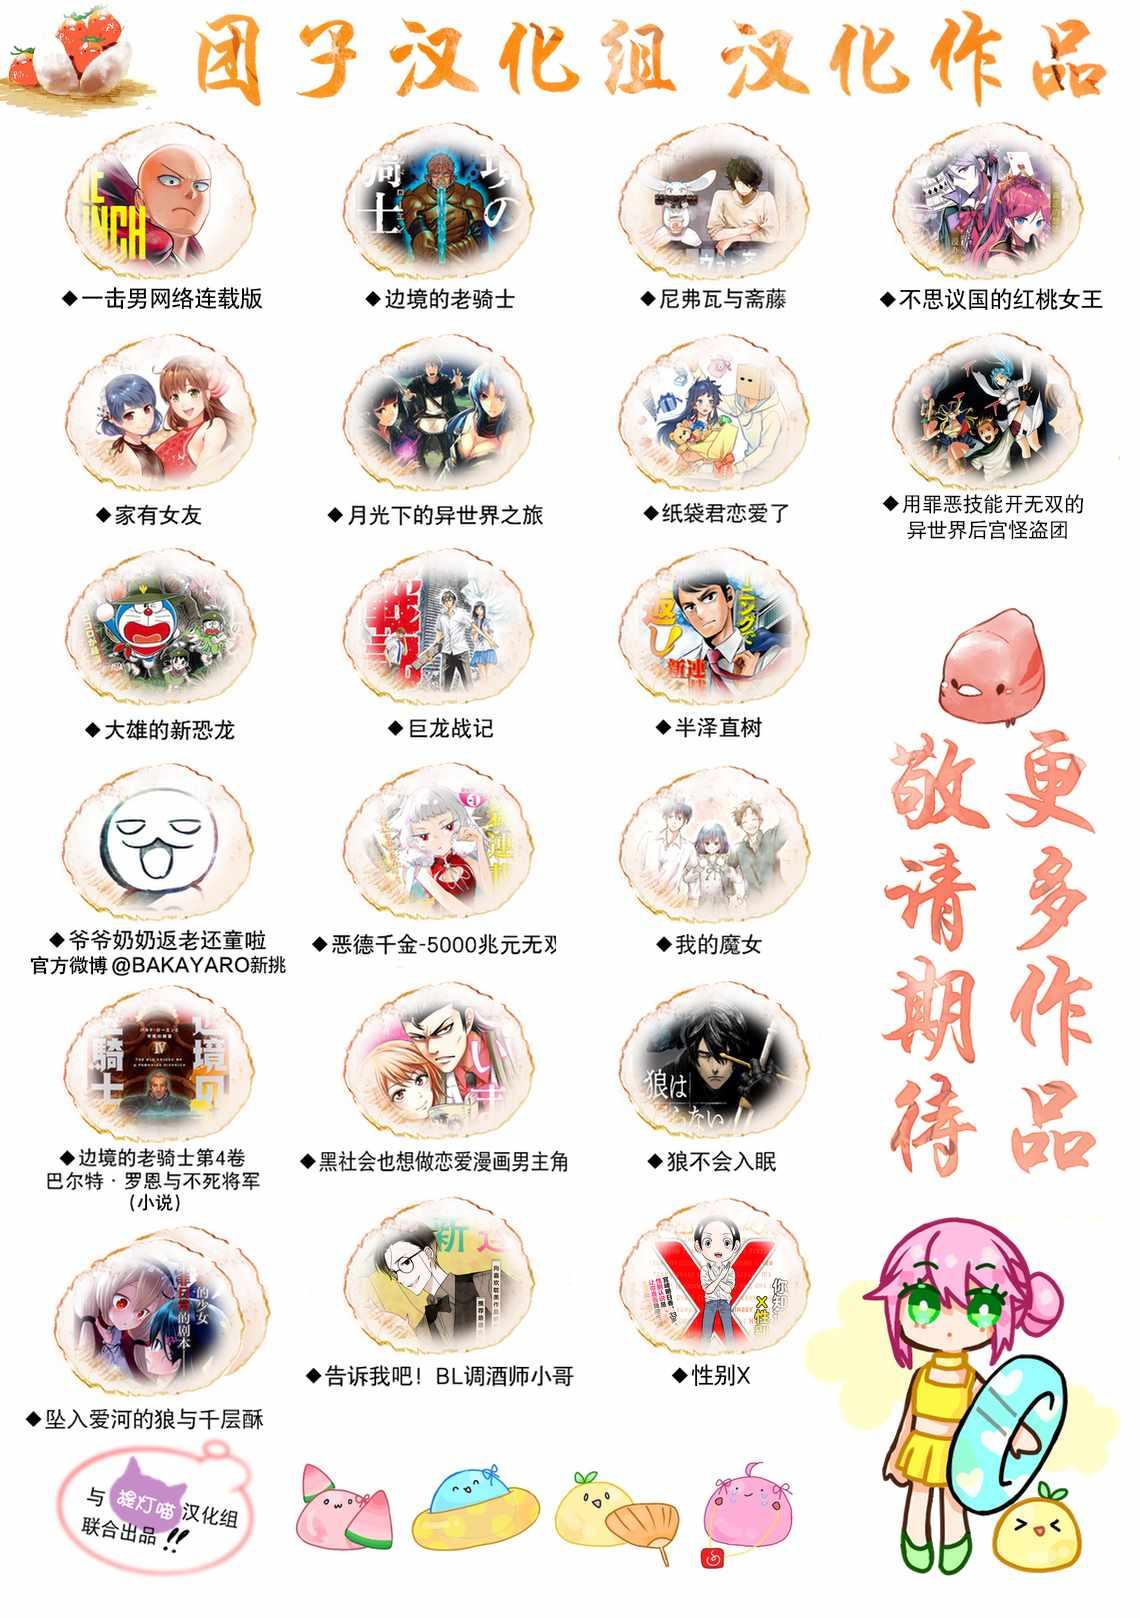 团子汉化组 汉化作品
◆一击男网络连载版
◆边境的老骑士
◆尼弗瓦与斋藤
◆不思议国的红桃女王
◆家有女友
◆月光下的异世界之旅
◆纸袋君恋爱了
◆用罪恶技能开无双的
异世界后宫怪盗团
◆大雄的新恐龙
◆巨龙战记
◆半泽直树
更多作品
敬请期待
◆爷爷奶奶返老还童啦
官方微博@BAKAYARO新挑
◆恶德千金-5000兆元无双
◆我的魔女
◆边境的老骑士第4卷
巴尔特·罗恩与不死将军
(小说)
◆黑社会也想做恋爱漫画男主角
◆狼不会入眠
狼は
◆坠入爱河的狼与千层酥
◆告诉我吧！BL调酒师小哥
◆性别X
与提灯喵汉化组
联合出品!!